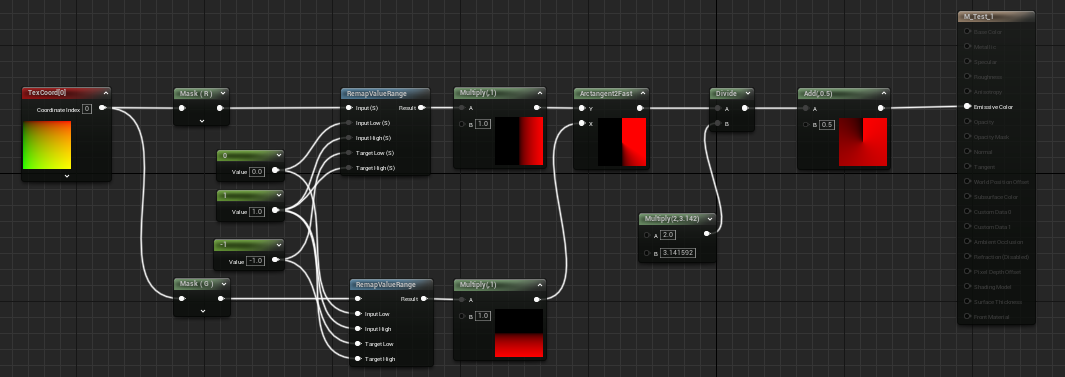 M_Test_1
Base Color
Metallic
Specular
Roughness
Anisotropy
Emissive Color
Opacity
Opacity Mask
Normal
Tangent
World Position Offset
Subsurface Color
Custom Data 0
Custom Data 1
Ambient Occlusion
Refraction (Disabled)
Pixel Depth Offset
Shading Model
Surface Thickness
Front Material
TexCoord[0]
Coordinate Index 0
Mask ( R )
RemapValueRange
Input (S)
Result
Input Low (S)
Input High (S)
Target Low (S)
Target High (S)
Multiply(,1)
A
B 1.0
Arctangent2Fast
Y
X
Divide
A
B
Add(,0.5)
A
B 0.5
0
Value 0.0
1
Value 1.0
-1
Value -1.0
Multiply(2,3.142)
A 2.0
B 3.141592
Mask ( G )
RemapValueRange
Result
Input Low
Input High
Target Low
Target High
Multiply(,1)
A
B 1.0